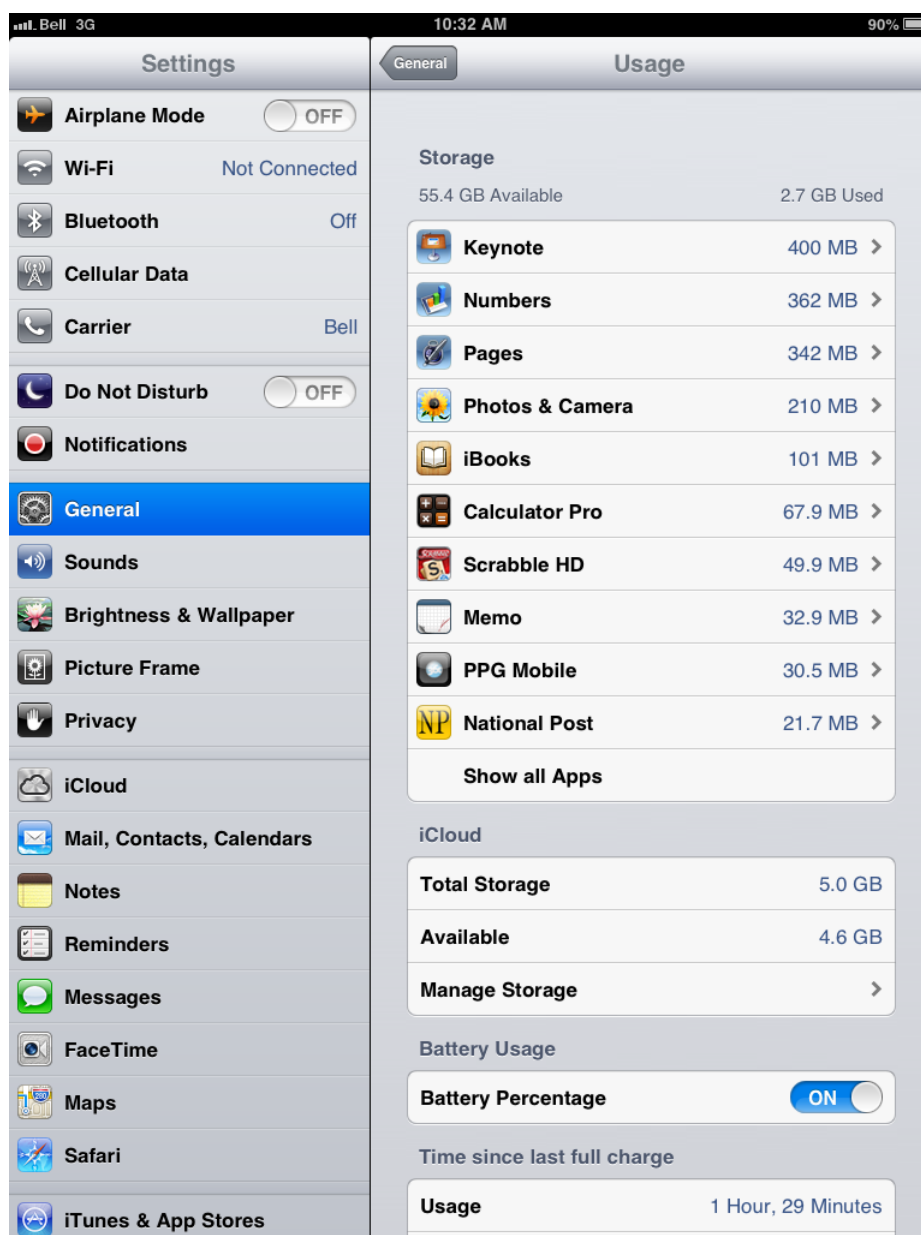 Bell 3G 10:32 AM 90%
Settings
Airplane Mode OFF
Wi-Fi Not Connected
Bluetooth Off
Cellular Data
Carrier Bell
Do Not Disturb OFF
Notifications
General
Sounds
Brightness & Wallpaper
Picture Frame
Privacy
iCloud
Mail, Contacts, Calendars
Notes
Reminders
Messages
FaceTime
Maps
Safari
iTunes & App Stores
General Usage
Storage
55.4 GB Available 2.7 GB Used
Keynote 400 MB
Numbers 362 MB
Pages 342 MB
Photos & Camera 210 MB
iBooks 101 MB
Calculator Pro 67.9 MB
Scrabble HD 49.9 MB
Memo 32.9 MB
PPG Mobile 30.5 MB
NP National Post 21.7 MB
Show all Apps
iCloud
Total Storage 5.0 GB
Available 4.6 GB
Manage Storage
Battery Usage
Battery Percentage ON
Time since last full charge
Usage 1 Hour, 29 Minutes